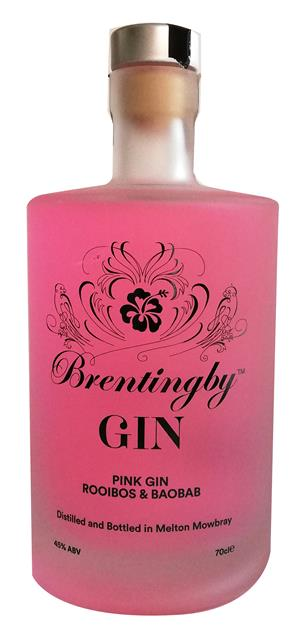 Brentingby™
GIN
PINK GIN
ROOIBOS & BAOBAB
Distilled and Bottled in Melton Mowbray
45% ABV 70cl℮